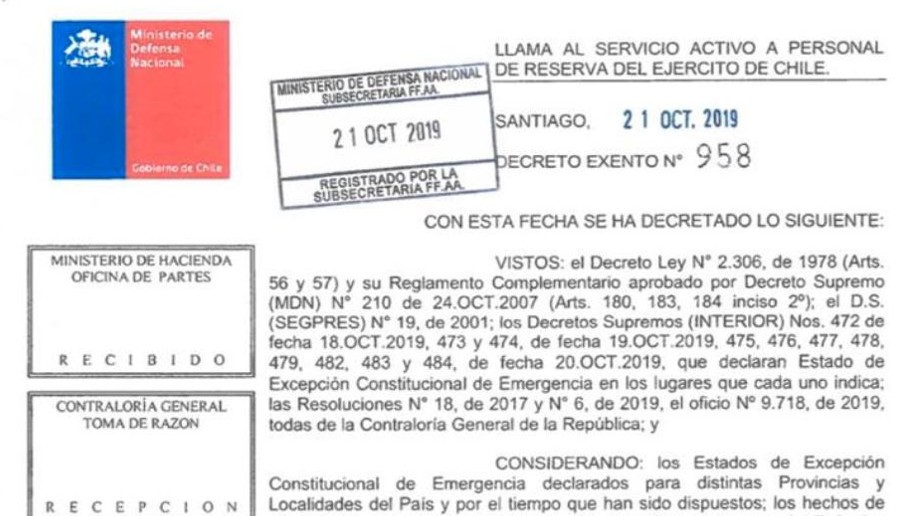 Ministerio de
Defensa
Nacional
Gobierno de Chile
LLAMA AL SERVICIO ACTIVO A PERSONAL
DE RESERVA DEL EJERCITO DE CHILE.
MINISTERIO DE DEFENSA NACIONAL
SUBSECRETARIA FF.AA.
21 OCT 2019
REGISTRADO POR LA
SUBSECRETARIA FF.AA.
SANTIAGO, 21 OCT. 2019
DECRETO EXENTO N° 958
CON ESTA FECHA SE HA DECRETADO LO SIGUIENTE:
MINISTERIO DE HACIENDA
OFICINA DE PARTES
RECIBIDO
CONTRALORÍA GENERAL
TOMA DE RAZON
RECEPCION
VISTOS: el Decreto Ley N° 2.306, de 1978 (Arts.
56 y 57) y su Reglamento Complementario aprobado por Decreto Supremo
(MDN) N° 210 de 24.OCT.2007 (Arts. 180, 183, 184 inciso 2º); el D.S.
(SEGPRES) N° 19, de 2001; los Decretos Supremos (INTERIOR) Nos. 472 de
fecha 18.OCT.2019, 473 y 474, de fecha 19.OCT.2019, 475, 476, 477, 478,
479, 482, 483 y 484, de fecha 20.OCT.2019, que declaran Estado de
Excepción Constitucional de Emergencia en los lugares que cada uno indica;
las Resoluciones N° 18, de 2017 y N° 6, de 2019, el oficio Nº 9.718, de 2019,
todas de la Contraloría General de la República; y
CONSIDERANDO: los Estados de Excepción
Constitucional de Emergencia declarados para distintas Provincias y
Localidades del País y por el tiempo que han sido dispuestos; los hechos de